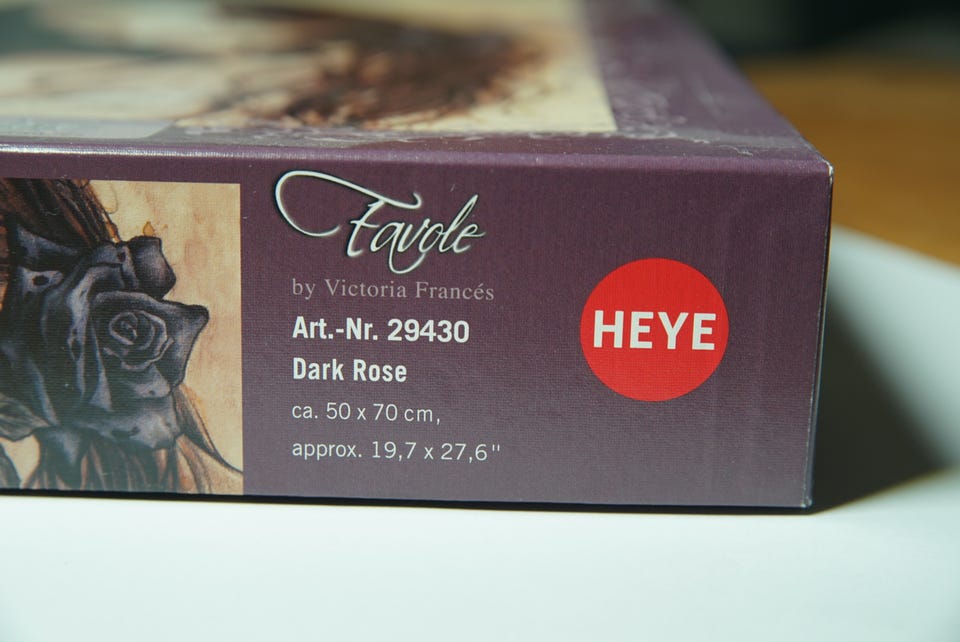 Favole
by Victoria Francés
Art.-Nr. 29430
Dark Rose
ca. 50 x 70 cm,
approx. 19,7 x 27,6"
HEYE